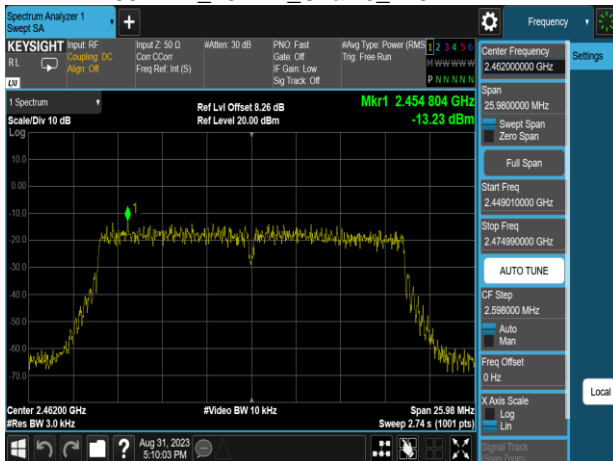 Spectrum Analyzer 1
Swept SA
Frequency
KEYSIGHT
RL
LXI
Input: RF
Coupling: DC
Align: Off
Input Z: 50 Ω
Corr CCorr
Freq Ref: Int (S)
#Atten: 30 dB
PNO: Fast
Gate: Off
IF Gain: Low
Sig Track: Off
#Avg Type: Power (RMS
Trig: Free Run
1 2 3 4 5 6
M W W W W W
P N N N N N
1 Spectrum
Scale/Div 10 dB
Log
Ref Lvl Offset 8.26 dB
Ref Level 20.00 dBm
Mkr1 2.454 804 GHz
-13.23 dBm
1
10.0
0.00
-10.0
-20.0
-30.0
-40.0
-50.0
-60.0
-70.0
Center 2.46200 GHz
#Res BW 3.0 kHz
#Video BW 10 kHz
Span 25.98 MHz
Sweep 2.74 s (1001 pts)
Aug 31, 2023
5:10:03 PM
Center Frequency
2.462000000 GHz
Span
25.9800000 MHz
Swept Span
Zero Span
Full Span
Start Freq
2.449010000 GHz
Stop Freq
2.474990000 GHz
AUTO TUNE
CF Step
2.598000 MHz
Auto
Man
Freq Offset
0 Hz
X Axis Scale
Log
Lin
Signal Track
(Span Zoom)
Settings
Local